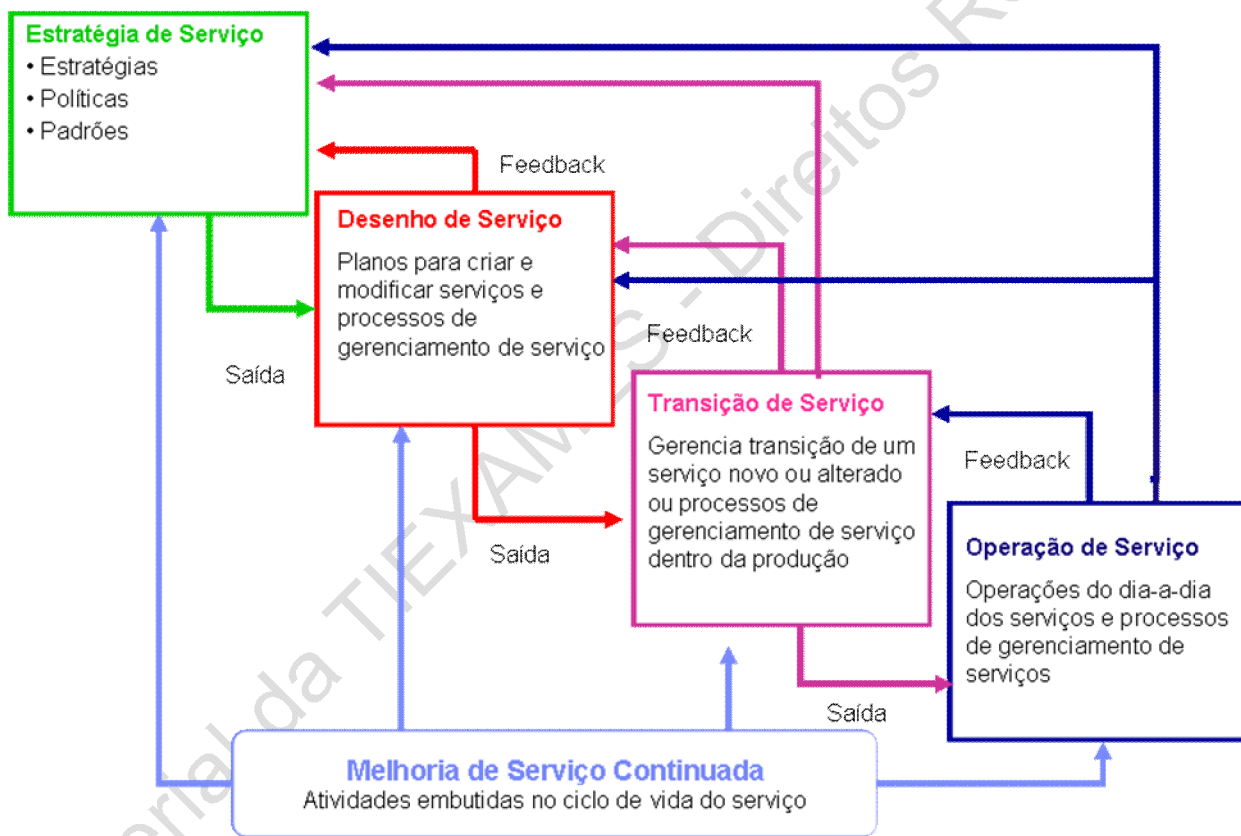 Estratégia de Serviço
• Estratégias
• Políticas
• Padrões
Feedback
Desenho de Serviço
Planos para criar e
modificar serviços e
processos de
gerenciamento de serviço
Saída
Feedback
Transição de Serviço
Gerencia transição de um
serviço novo ou alterado
ou processos de
gerenciamento de serviço
dentro da produção
Saída
Feedback
Operação de Serviço
Operações do dia-a-dia
dos serviços e processos
de gerenciamento de
serviços
Saída
Melhoria de Serviço Continuada
Atividades embutidas no ciclo de vida do serviço
da TIEXAMES - Direitos